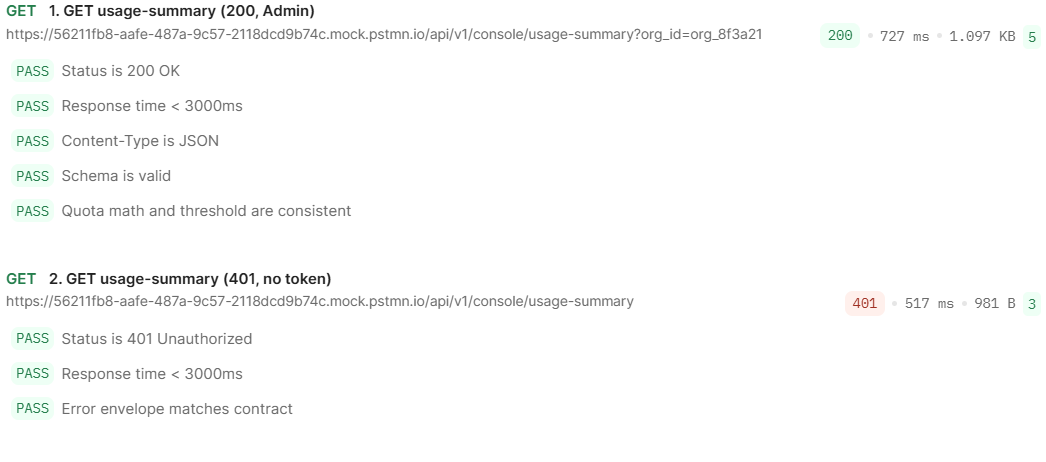 GET 1. GET usage-summary (200, Admin)
https://56211fb8-aafe-487a-9c57-2118dcd9b74c.mock.pstmn.io/api/v1/console/usage-summary?org_id=org_8f3a21 200 • 727 ms • 1.097 KB 5
PASS Status is 200 OK
PASS Response time < 3000ms
PASS Content-Type is JSON
PASS Schema is valid
PASS Quota math and threshold are consistent
GET 2. GET usage-summary (401, no token)
https://56211fb8-aafe-487a-9c57-2118dcd9b74c.mock.pstmn.io/api/v1/console/usage-summary 401 • 517 ms • 981 B 3
PASS Status is 401 Unauthorized
PASS Response time < 3000ms
PASS Error envelope matches contract